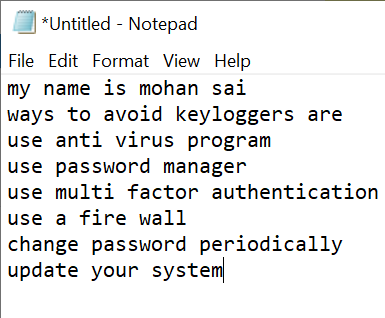 *Untitled - Notepad
File Edit Format View Help
my name is mohan sai
ways to avoid keyloggers are
use anti virus program
use password manager
use multi factor authentication
use a fire wall
change password periodically
update your system